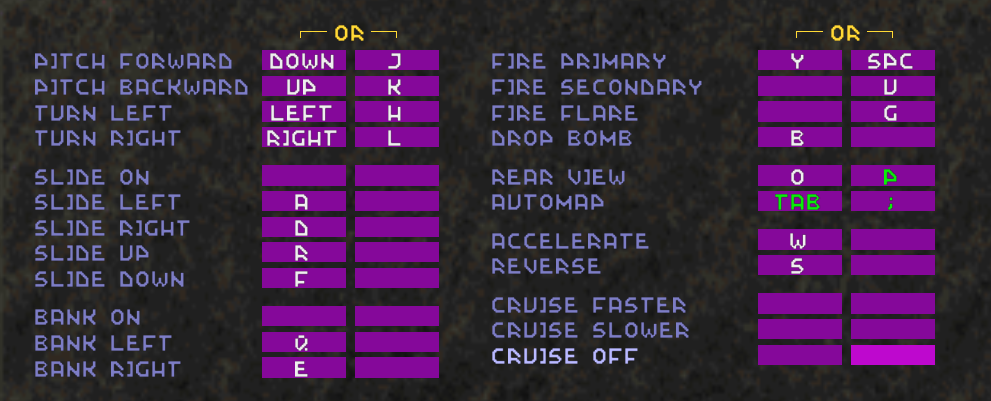 OR
PITCH FORWARD DOWN J
PITCH BACKWARD UP K
TURN LEFT LEFT H
TURN RIGHT RIGHT L
SLIDE ON
SLIDE LEFT A
SLIDE RIGHT D
SLIDE UP R
SLIDE DOWN F
BANK ON
BANK LEFT Q
BANK RIGHT E
OR
FIRE PRIMARY Y SPC
FIRE SECONDARY U
FIRE FLARE G
DROP BOMB B
REAR VIEW O P
AUTOMAP TAB ;
ACCELERATE W
REVERSE S
CRUISE FASTER
CRUISE SLOWER
CRUISE OFF